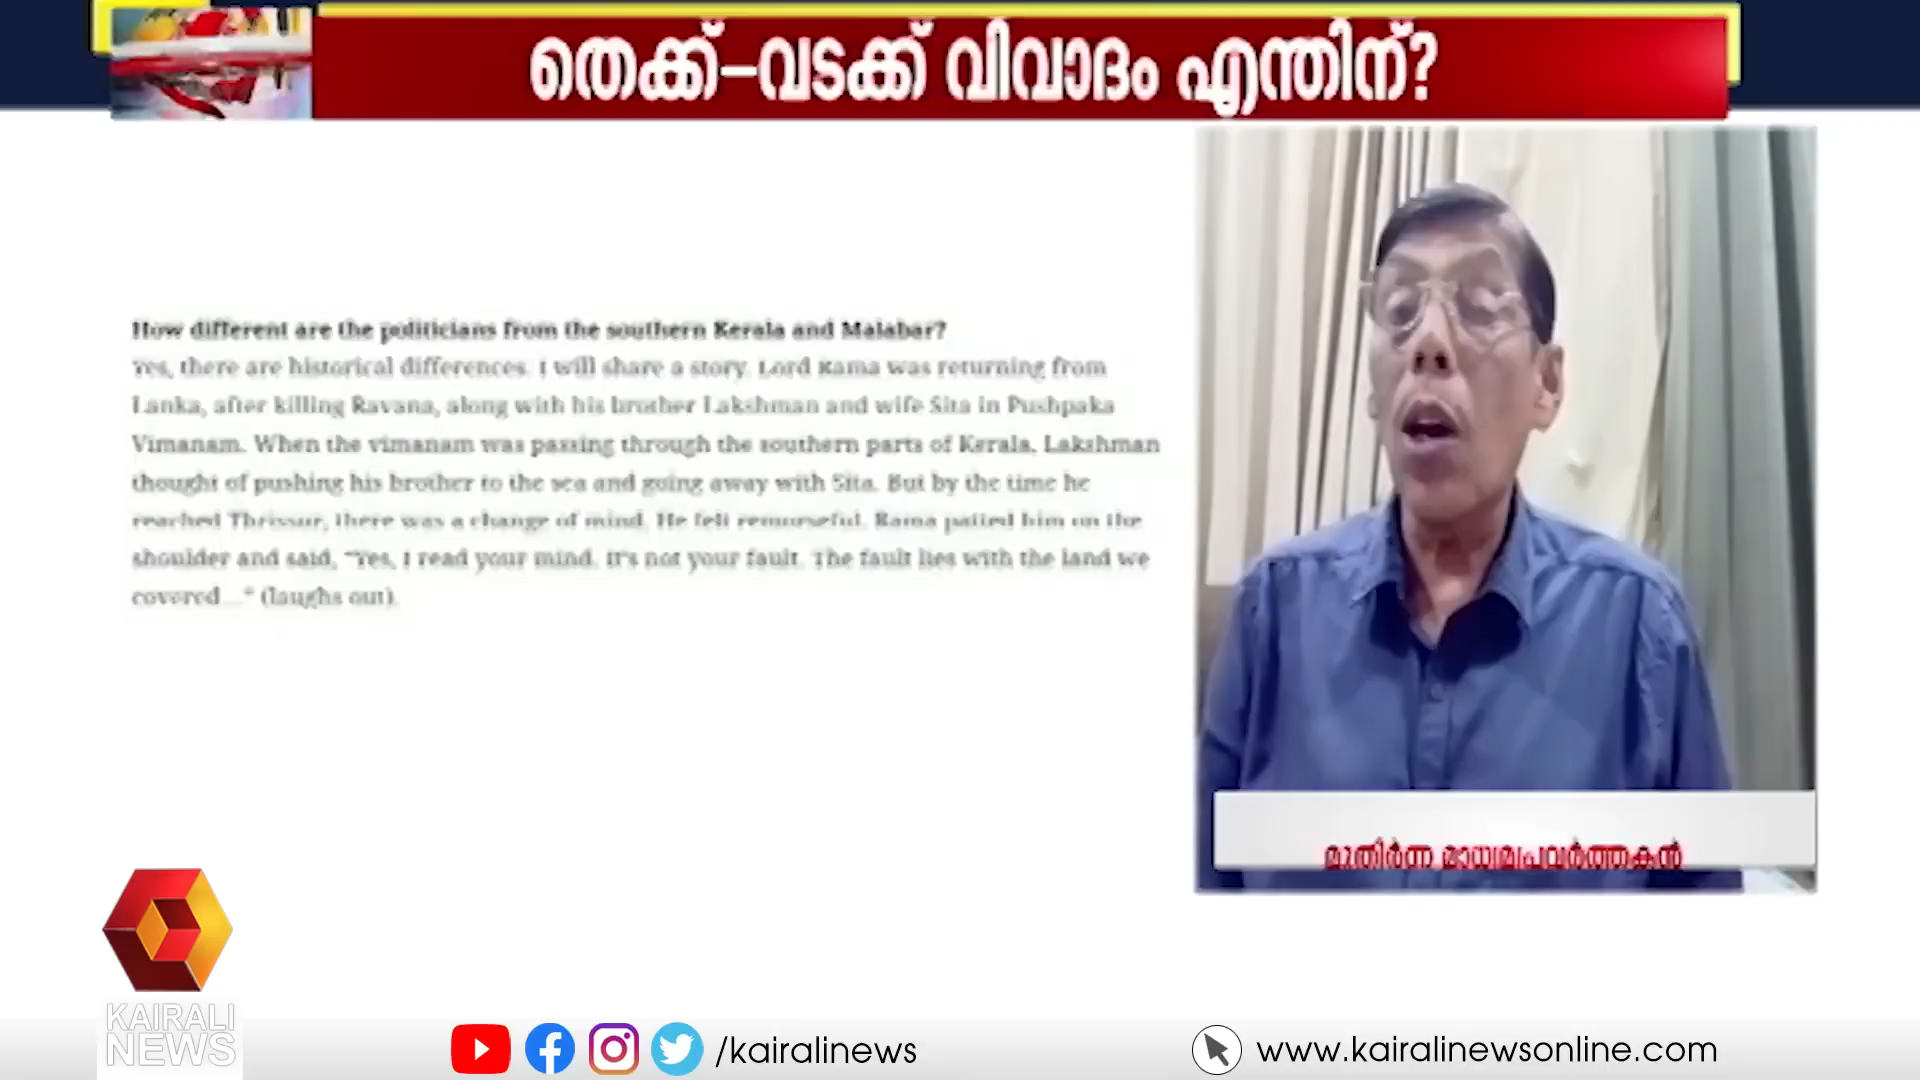 തെക്ക്-വടക്ക് വിവാദം എന്തിന്?
How different are the politicians from the southern Kerala and Malabar?
Yes, there are historical differences. I will share a story. Lord Rama was returning from
Lanka, after killing Ravana, along with his brother Lakshman and wife Sita in Pushpaka
Vimanam. When the vimanam was passing through the southern parts of Kerala, Lakshman
thought of pushing his brother to the sea and going away with Sita. But by the time he
reached Thrissur, there was a change of mind. He felt remorseful. Rama patted him on the
shoulder and said, "Yes, I read your mind. It's not your fault. The fault lies with the land we
covered..." (laughs out).
മുതിർന്ന മാധ്യമപ്രവർത്തകൻ
KAIRALI
NEWS
/kairalinews
www.kairalinewsonline.com